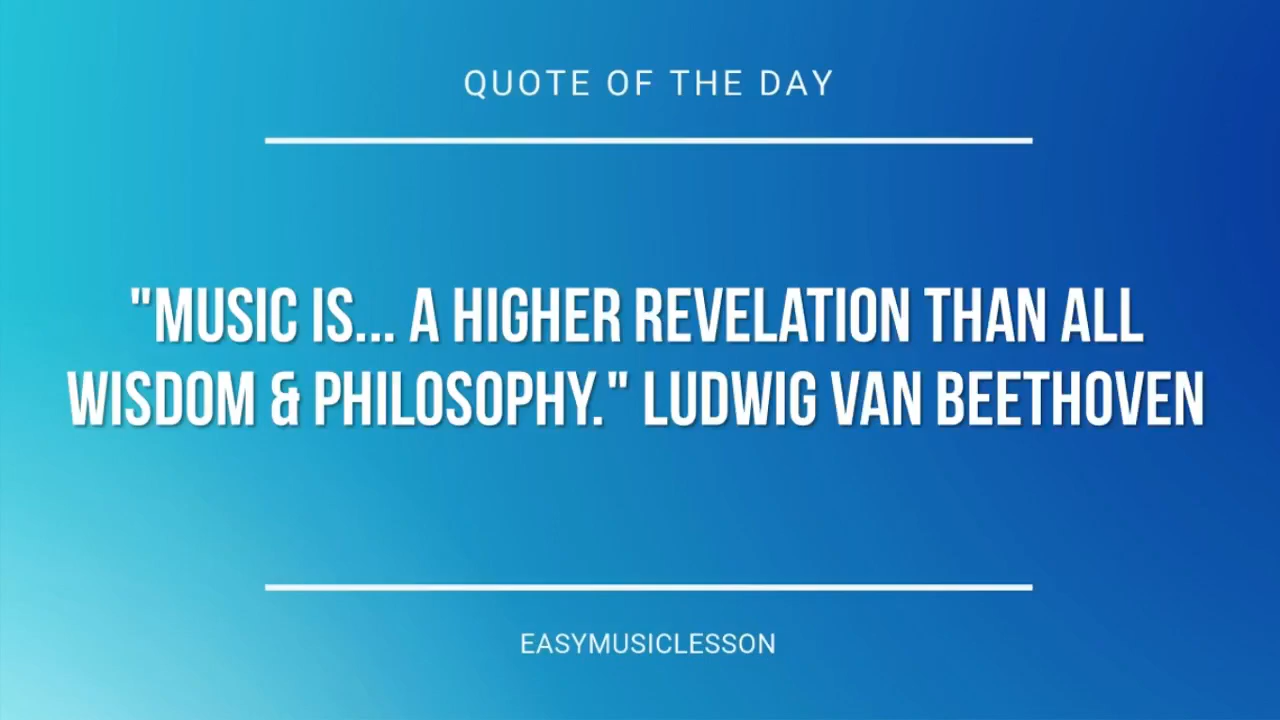 QUOTE OF THE DAY
"MUSIC IS... A HIGHER REVELATION THAN ALL
WISDOM & PHILOSOPHY." LUDWIG VAN BEETHOVEN
EASYMUSICLESSON